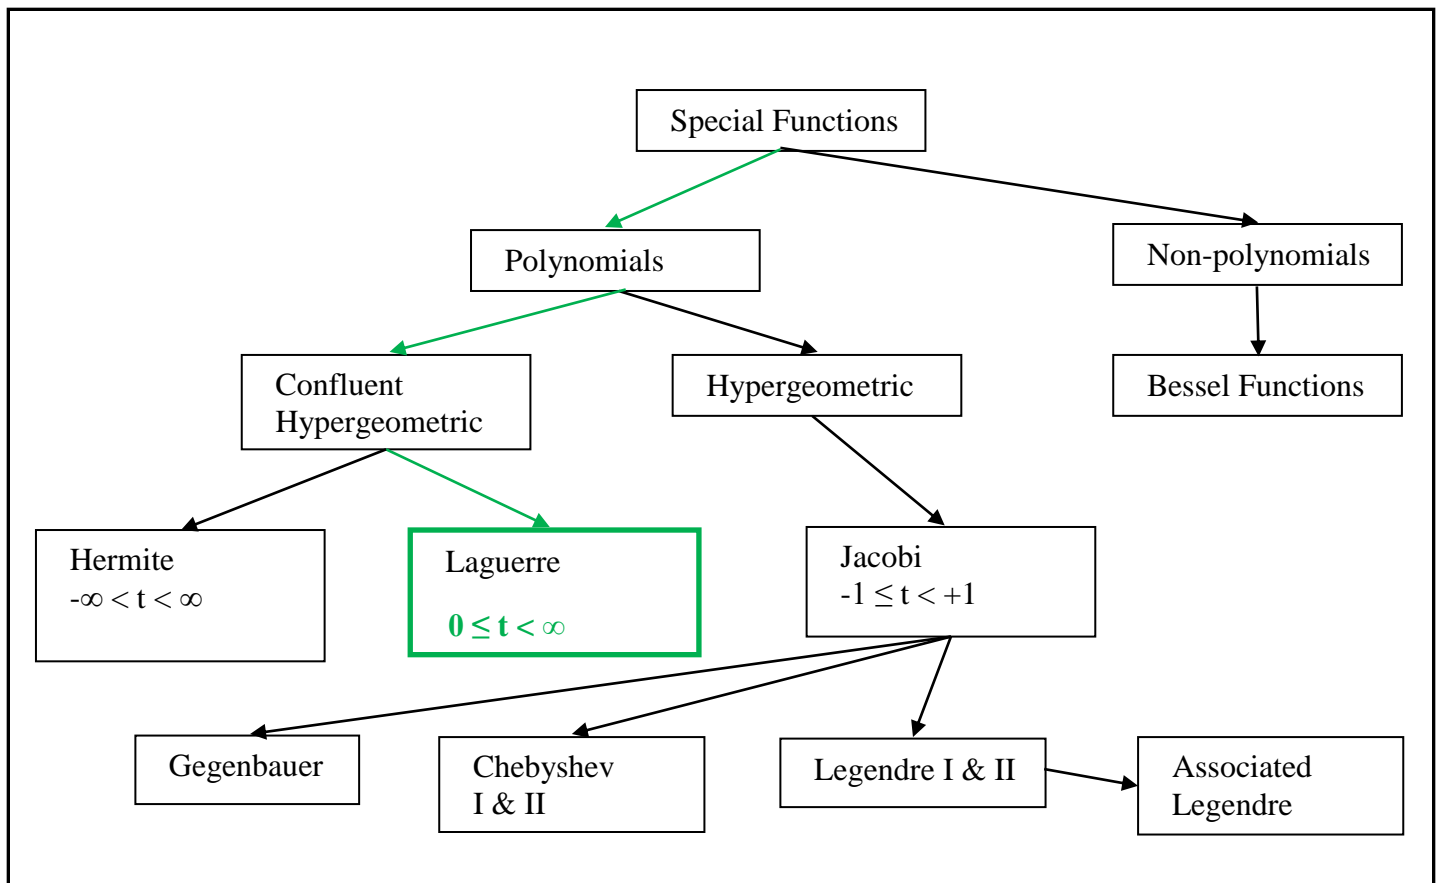 Special Functions
Polynomials
Non-polynomials
Confluent
Hypergeometric
Hypergeometric
Bessel Functions
Hermite
-∞ < t < ∞
Laguerre
0 ≤ t < ∞
Jacobi
-1 ≤ t < +1
Gegenbauer
Chebyshev
I & II
Legendre I & II
Associated
Legendre